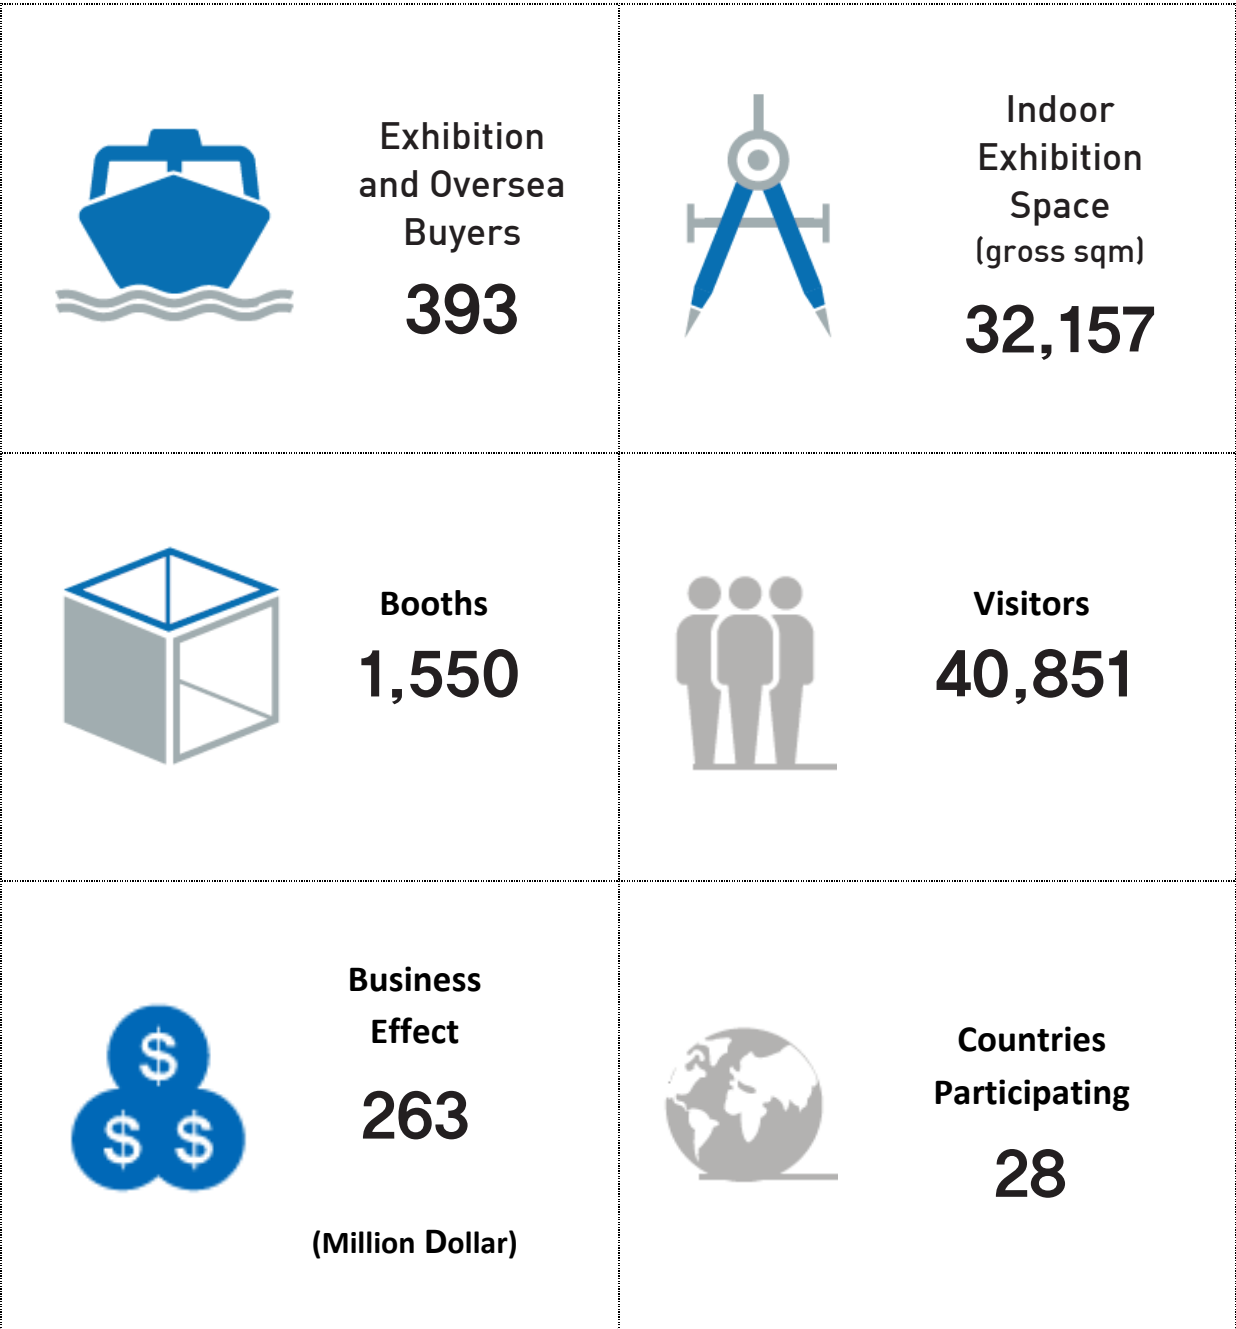 Exhibition
and Oversea
Buyers
393
Indoor
Exhibition
Space
(gross sqm)
32,157
Booths
1,550
Visitors
40,851
Business
Effect
263
(Million Dollar)
$
$ $
Countries
Participating
28